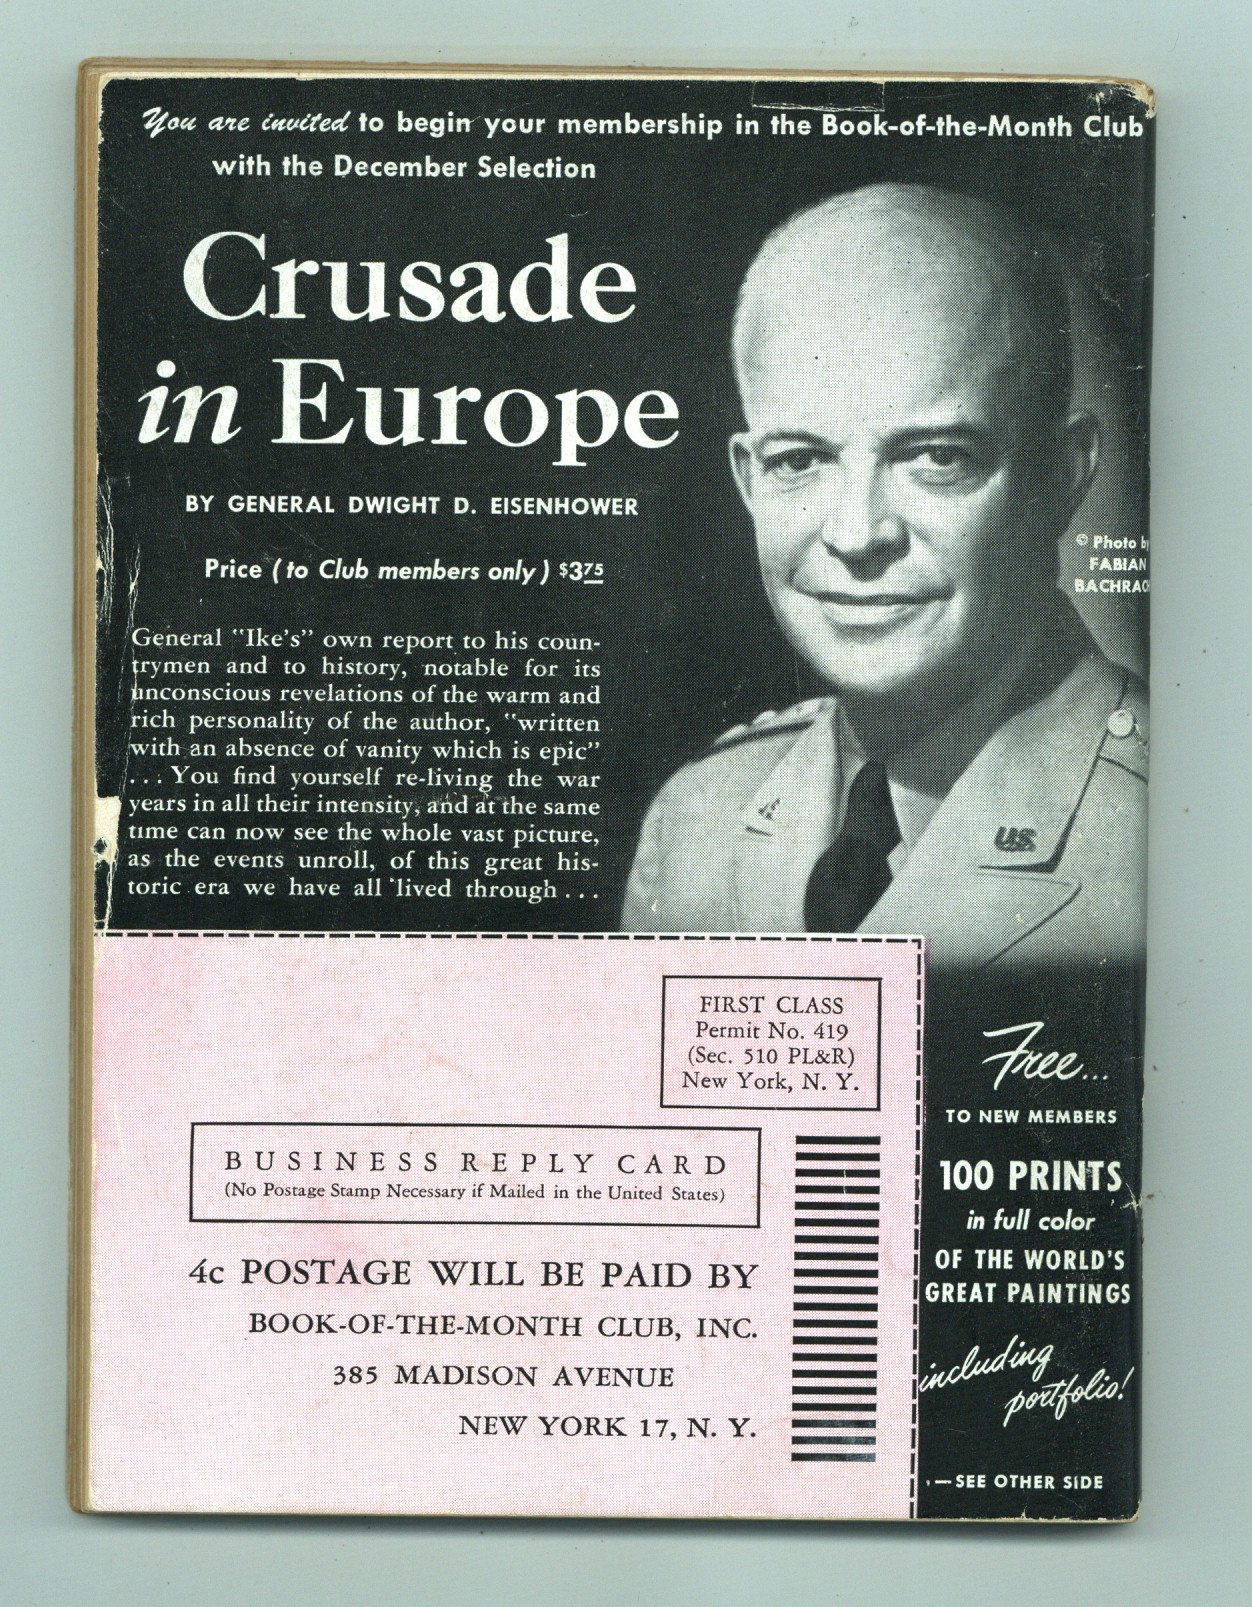 You are invited to begin your membership in the Book-of-the-Month Club
with the December Selection
Crusade
in Europe
BY GENERAL DWIGHT D. EISENHOWER
Price (to Club members only) $3.75
© Photo by
FABIAN
BACHRACH
General "Ike's" own report to his coun-
trymen and to history, notable for its
unconscious revelations of the warm and
rich personality of the author, "written
with an absence of vanity which is epic"
... You find yourself re-living the war
years in all their intensity, and at the same
time can now see the whole vast picture,
as the events unroll, of this great his-
toric era we have all lived through ...
US
FIRST CLASS
Permit No. 419
(Sec. 510 PL&R)
New York, N. Y.
BUSINESS REPLY CARD
(No Postage Stamp Necessary if Mailed in the United States)
4c POSTAGE WILL BE PAID BY
BOOK-OF-THE-MONTH CLUB, INC.
385 MADISON AVENUE
NEW YORK 17, N. Y.
Free...
TO NEW MEMBERS
100 PRINTS
in full color
OF THE WORLD'S
GREAT PAINTINGS
including
portfolio!
—SEE OTHER SIDE